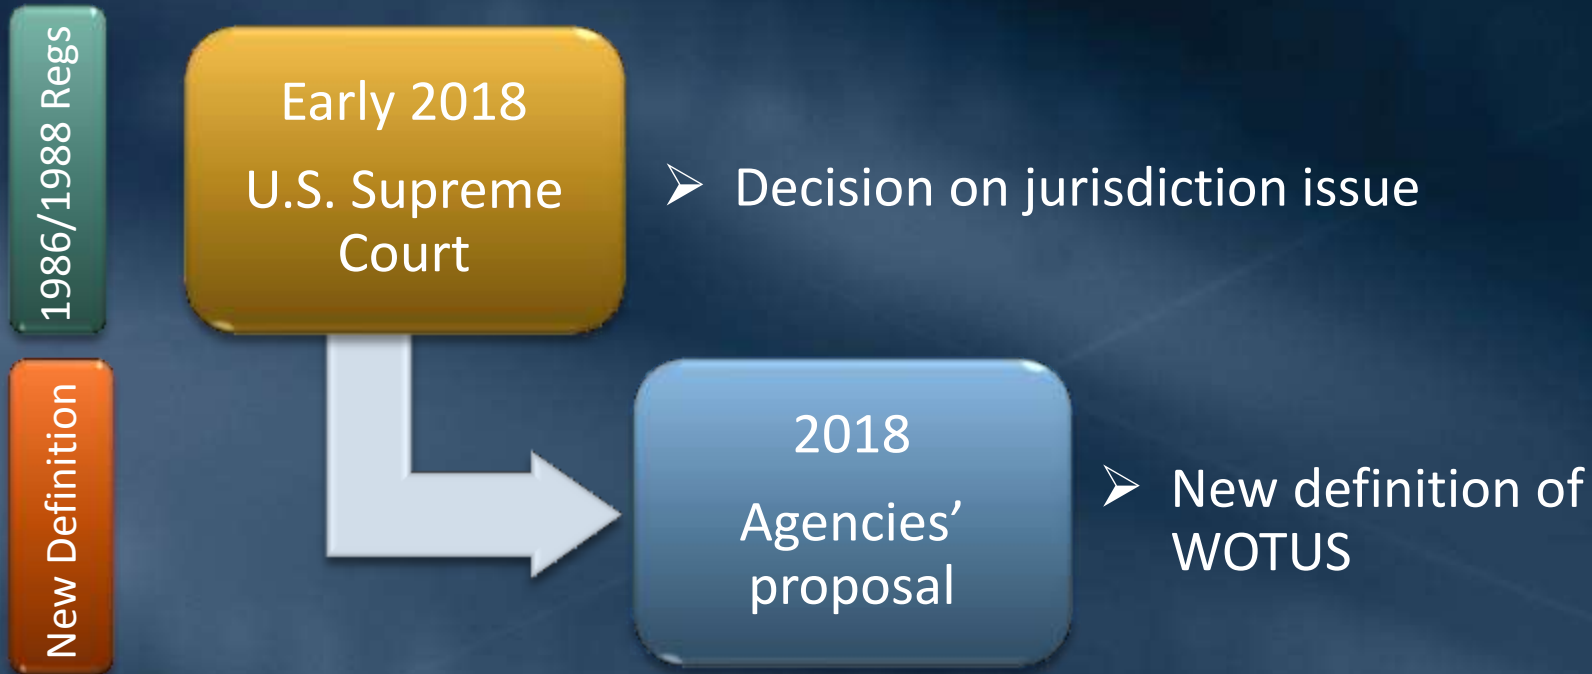 1986/1988 Regs
Early 2018
U.S. Supreme
Court
➢ Decision on jurisdiction issue
New Definition
2018
Agencies’
proposal
➢ New definition of
WOTUS